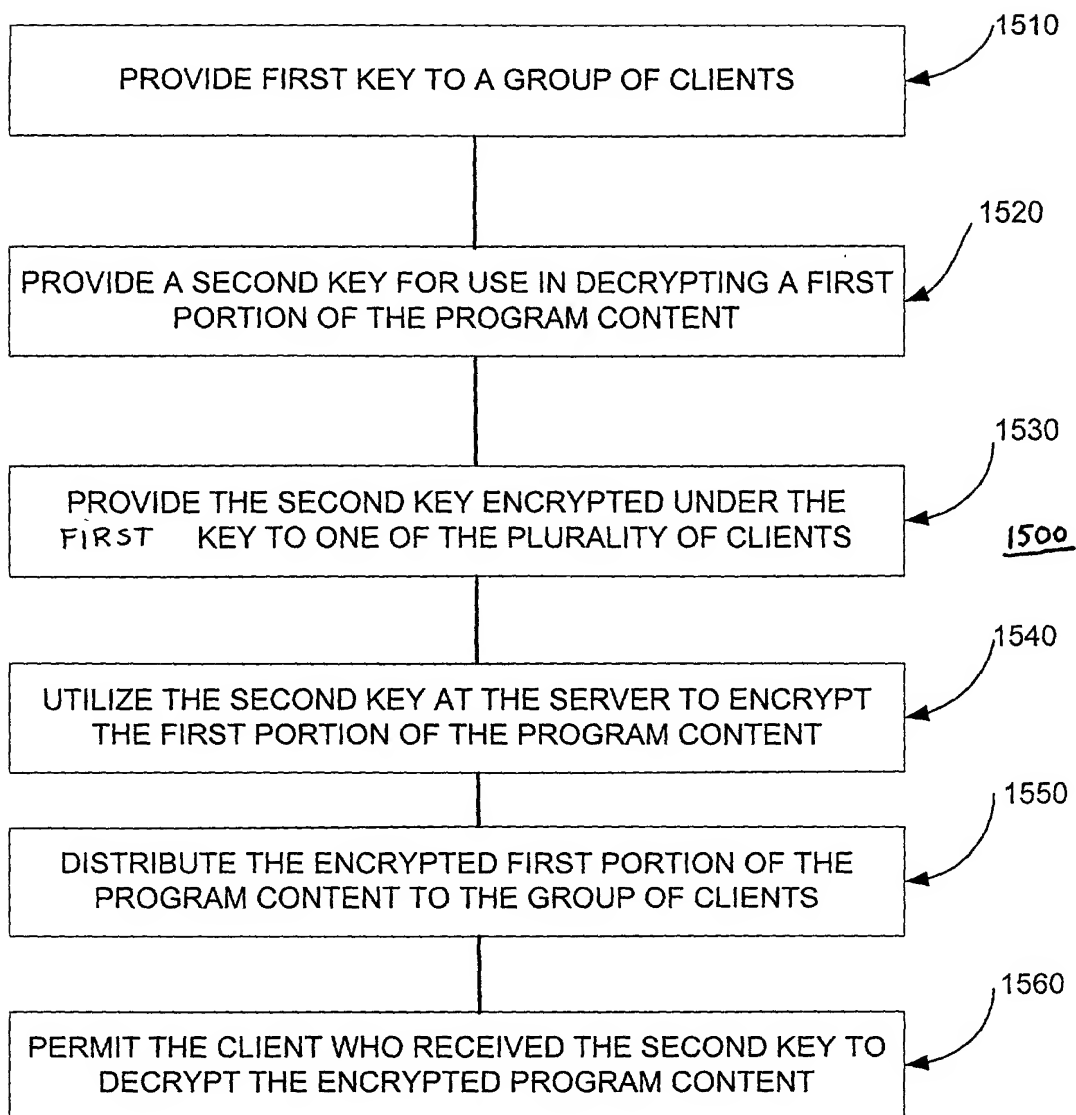 1510
PROVIDE FIRST KEY TO A GROUP OF CLIENTS
1520
PROVIDE A SECOND KEY FOR USE IN DECRYPTING A FIRST
PORTION OF THE PROGRAM CONTENT
1530
PROVIDE THE SECOND KEY ENCRYPTED UNDER THE
FIRST KEY TO ONE OF THE PLURALITY OF CLIENTS
1500
1540
UTILIZE THE SECOND KEY AT THE SERVER TO ENCRYPT
THE FIRST PORTION OF THE PROGRAM CONTENT
1550
DISTRIBUTE THE ENCRYPTED FIRST PORTION OF THE
PROGRAM CONTENT TO THE GROUP OF CLIENTS
1560
PERMIT THE CLIENT WHO RECEIVED THE SECOND KEY TO
DECRYPT THE ENCRYPTED PROGRAM CONTENT